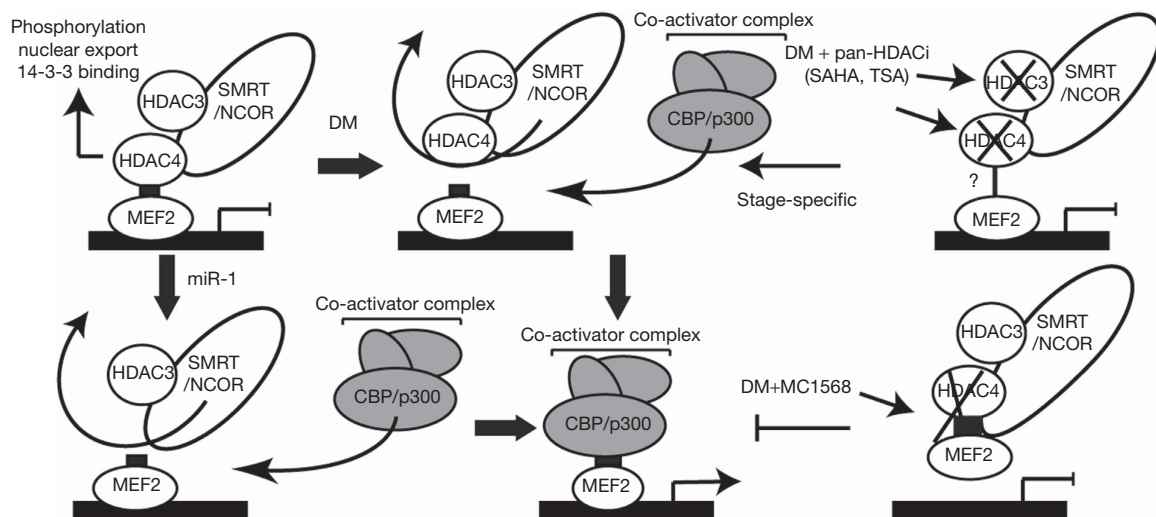 Phosphorylation
nuclear export
14-3-3 binding
HDAC3
SMRT
/NCOR
HDAC4
MEF2
DM
HDAC3
SMRT
/NCOR
HDAC4
MEF2
Co-activator complex
CBP/p300
DM + pan-HDACi
(SAHA, TSA)
Stage-specific
HDAC3
SMRT
/NCOR
HDAC4
?
MEF2
miR-1
HDAC3
SMRT
/NCOR
MEF2
Co-activator complex
CBP/p300
Co-activator complex
CBP/p300
MEF2
DM+MC1568
HDAC3
SMRT
/NCOR
HDAC4
MEF2